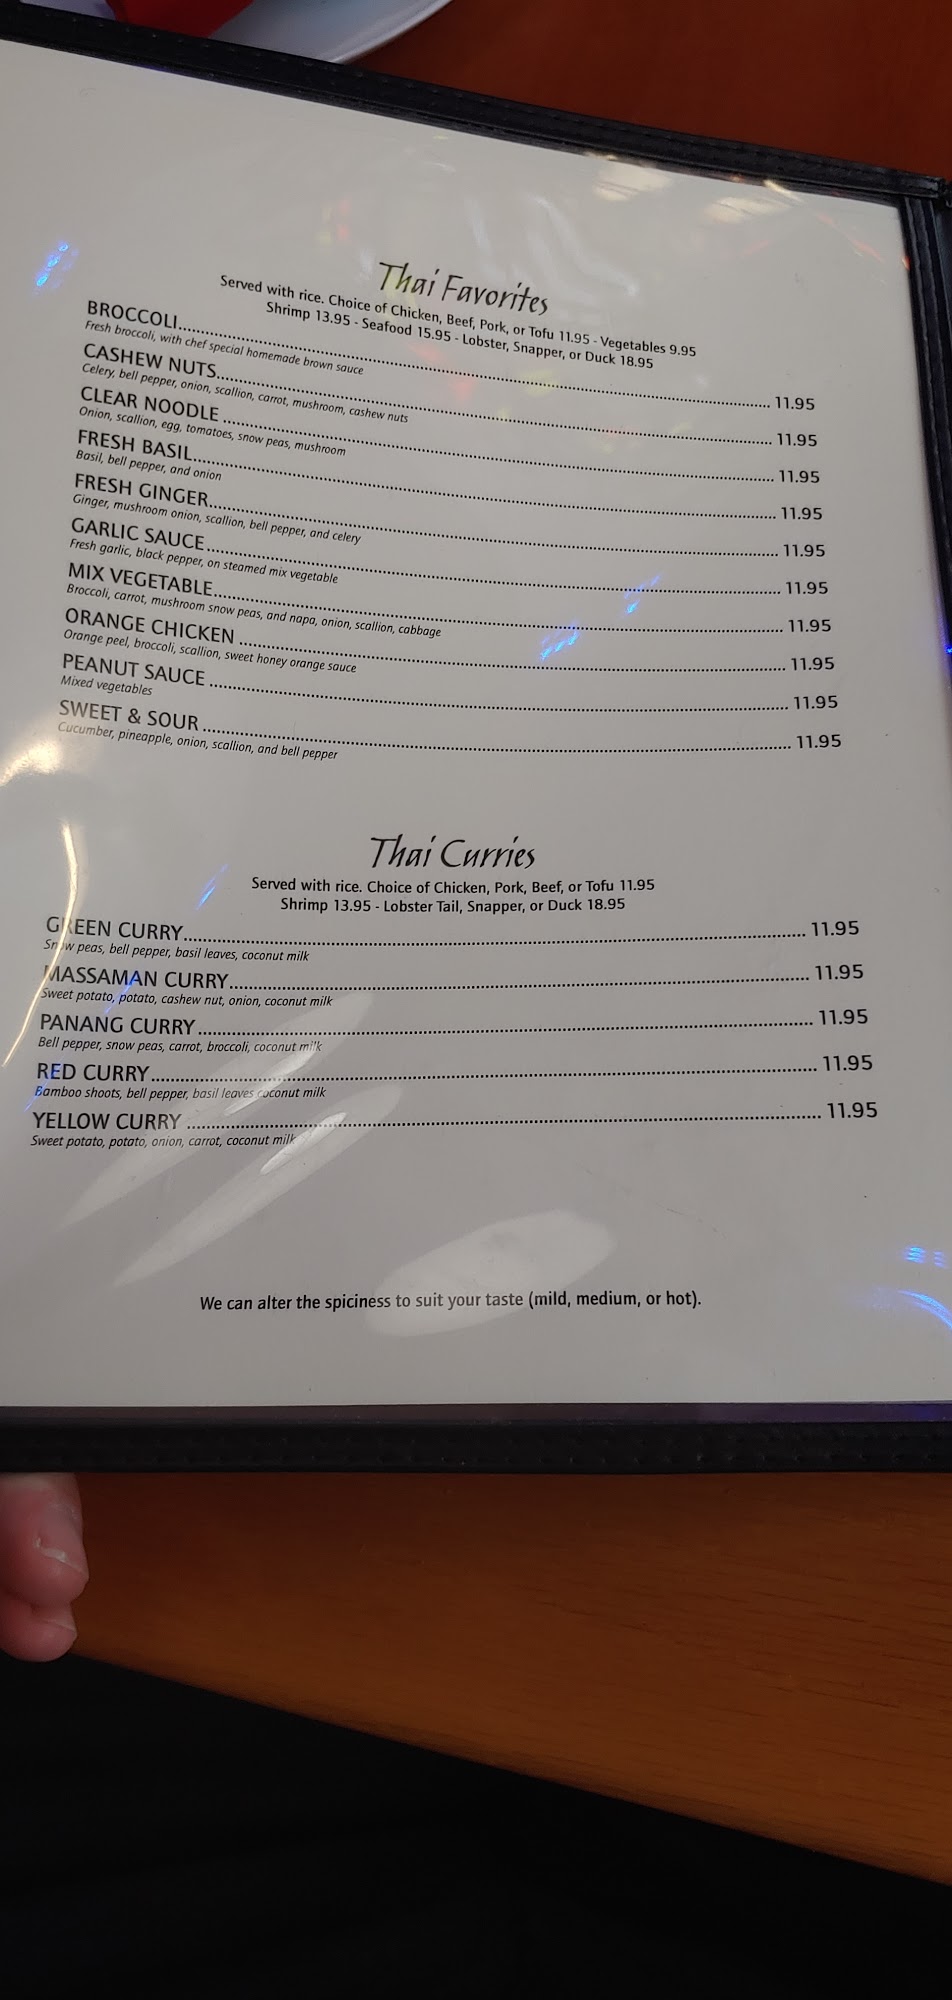 Thai Favorites
Served with rice. Choice of Chicken, Beef, Pork, or Tofu 11.95 - Vegetables 9.95
Shrimp 13.95 - Seafood 15.95 - Lobster, Snapper, or Duck 18.95
BROCCOLI 11.95
Fresh broccoli, with chef special homemade brown sauce
CASHEW NUTS 11.95
Celery, bell pepper, onion, scallion, carrot, mushroom, cashew nuts
CLEAR NOODLE 11.95
Onion, scallion, egg, tomatoes, snow peas, mushroom
FRESH BASIL 11.95
Basil, bell pepper, and onion
FRESH GINGER 11.95
Ginger, mushroom onion, scallion, bell pepper, and celery
GARLIC SAUCE 11.95
Fresh garlic, black pepper, on steamed mix vegetable
MIX VEGETABLE 11.95
Broccoli, carrot, mushroom snow peas, and napa, onion, scallion, cabbage
ORANGE CHICKEN 11.95
Orange peel, broccoli, scallion, sweet honey orange sauce
PEANUT SAUCE 11.95
Mixed vegetables
SWEET & SOUR 11.95
Cucumber, pineapple, onion, scallion, and bell pepper
Thai Curries
Served with rice. Choice of Chicken, Pork, Beef, or Tofu 11.95
Shrimp 13.95 - Lobster Tail, Snapper, or Duck 18.95
GREEN CURRY 11.95
Snow peas, bell pepper, basil leaves, coconut milk
MASSAMAN CURRY 11.95
Sweet potato, potato, cashew nut, onion, coconut milk
PANANG CURRY 11.95
Bell pepper, snow peas, carrot, broccoli, coconut milk
RED CURRY 11.95
Bamboo shoots, bell pepper, basil leaves coconut milk
YELLOW CURRY 11.95
Sweet potato, potato, onion, carrot, coconut milk
We can alter the spiciness to suit your taste (mild, medium, or hot).